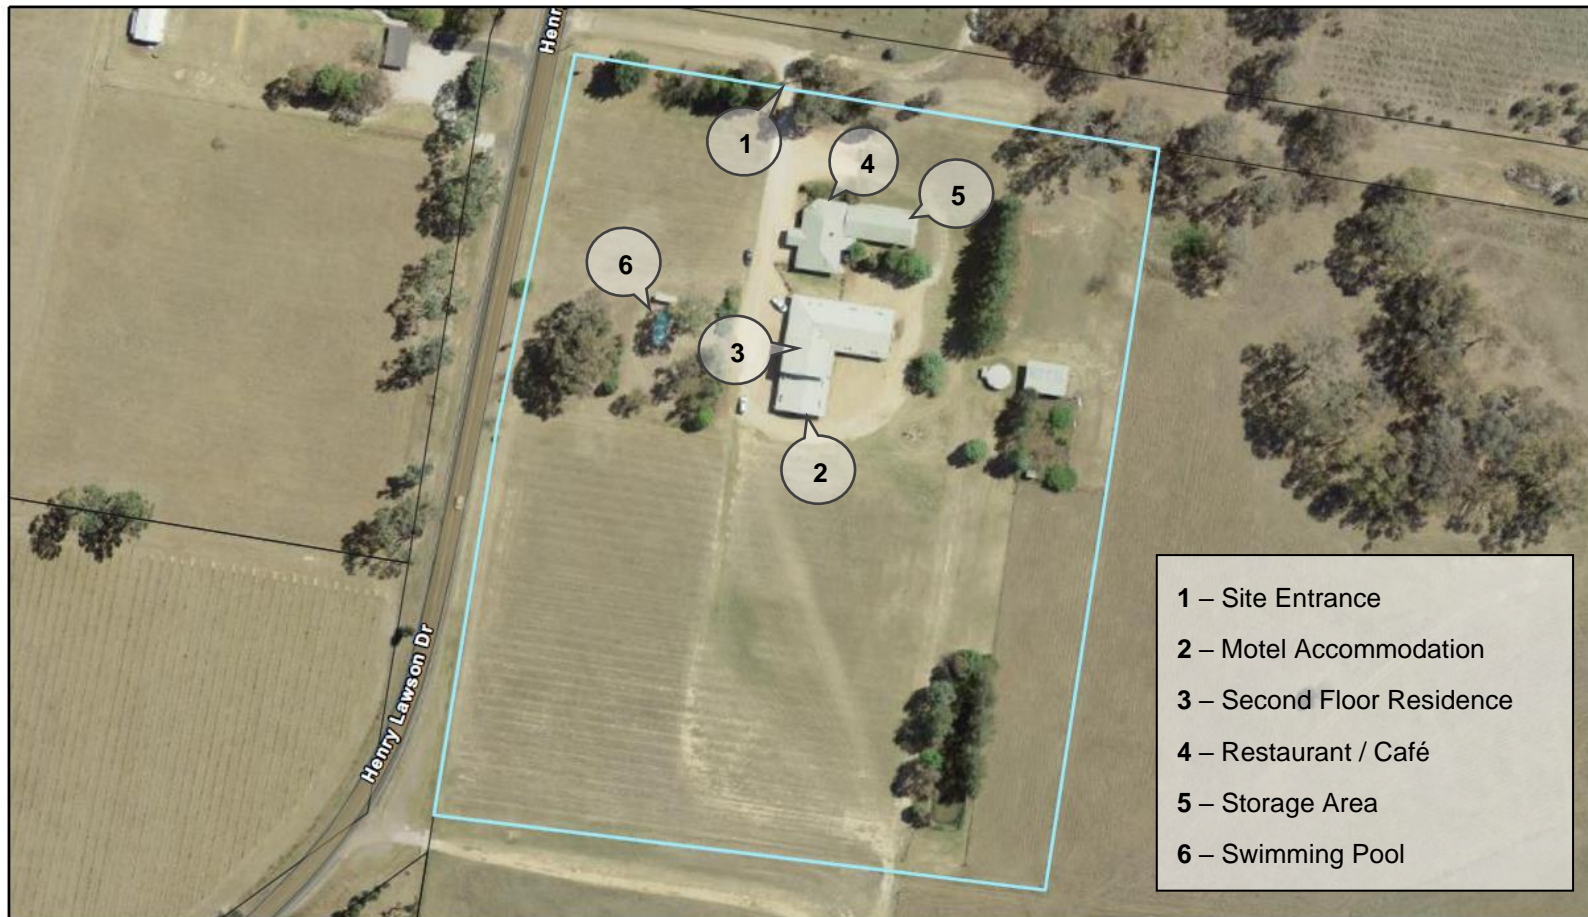 Henr
1
4
5
6
3
2
Henry Lawson Dr
1 – Site Entrance
2 – Motel Accommodation
3 – Second Floor Residence
4 – Restaurant / Café
5 – Storage Area
6 – Swimming Pool